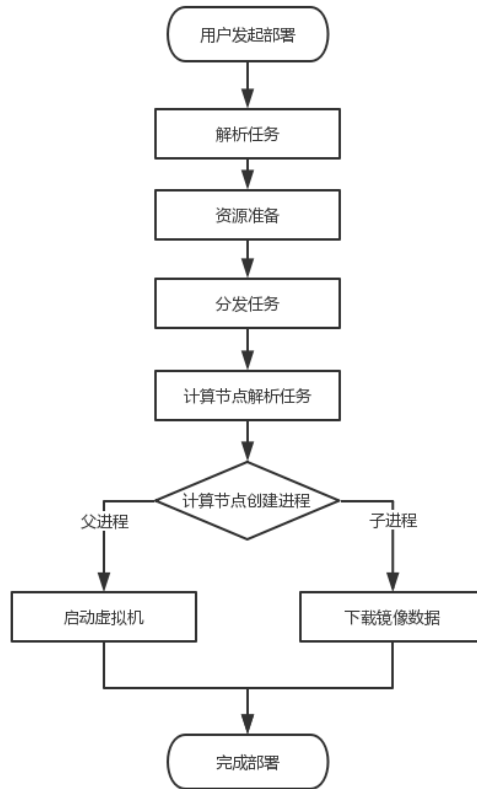 用户发起部署
解析任务
资源准备
分发任务
计算节点解析任务
计算节点创建进程
父进程
子进程
启动虚拟机
下载镜像数据
完成部署